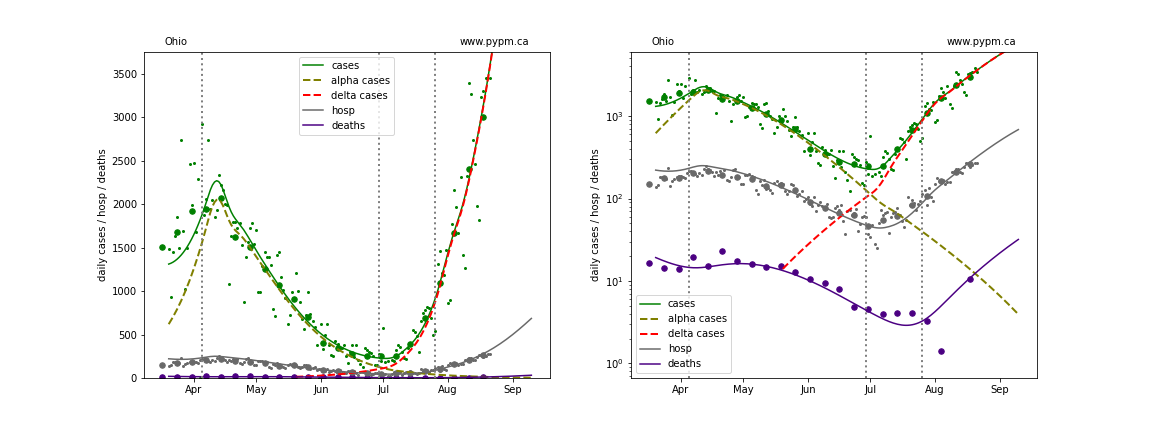 Ohio
www.pypm.ca
daily cases / hosp / deaths
3500
3000
2500
2000
1500
1000
500
0
cases
alpha cases
delta cases
hosp
deaths
Apr
May
Jun
Jul
Aug
Sep
Ohio
www.pypm.ca
daily cases / hosp / deaths
10³
10²
10¹
10⁰
cases
alpha cases
delta cases
hosp
deaths
Apr
May
Jun
Jul
Aug
Sep